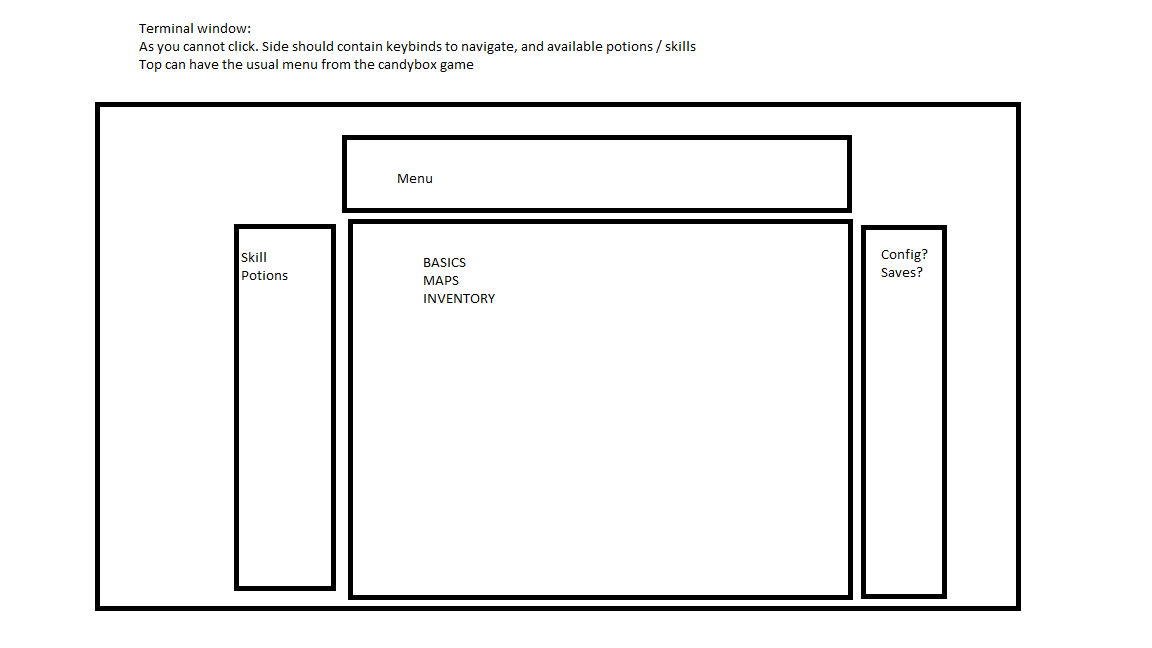 Terminal window:
As you cannot click. Side should contain keybinds to navigate, and available potions / skills
Top can have the usual menu from the candybox game
Menu
Skill
Potions
BASICS
MAPS
INVENTORY
Config?
Saves?